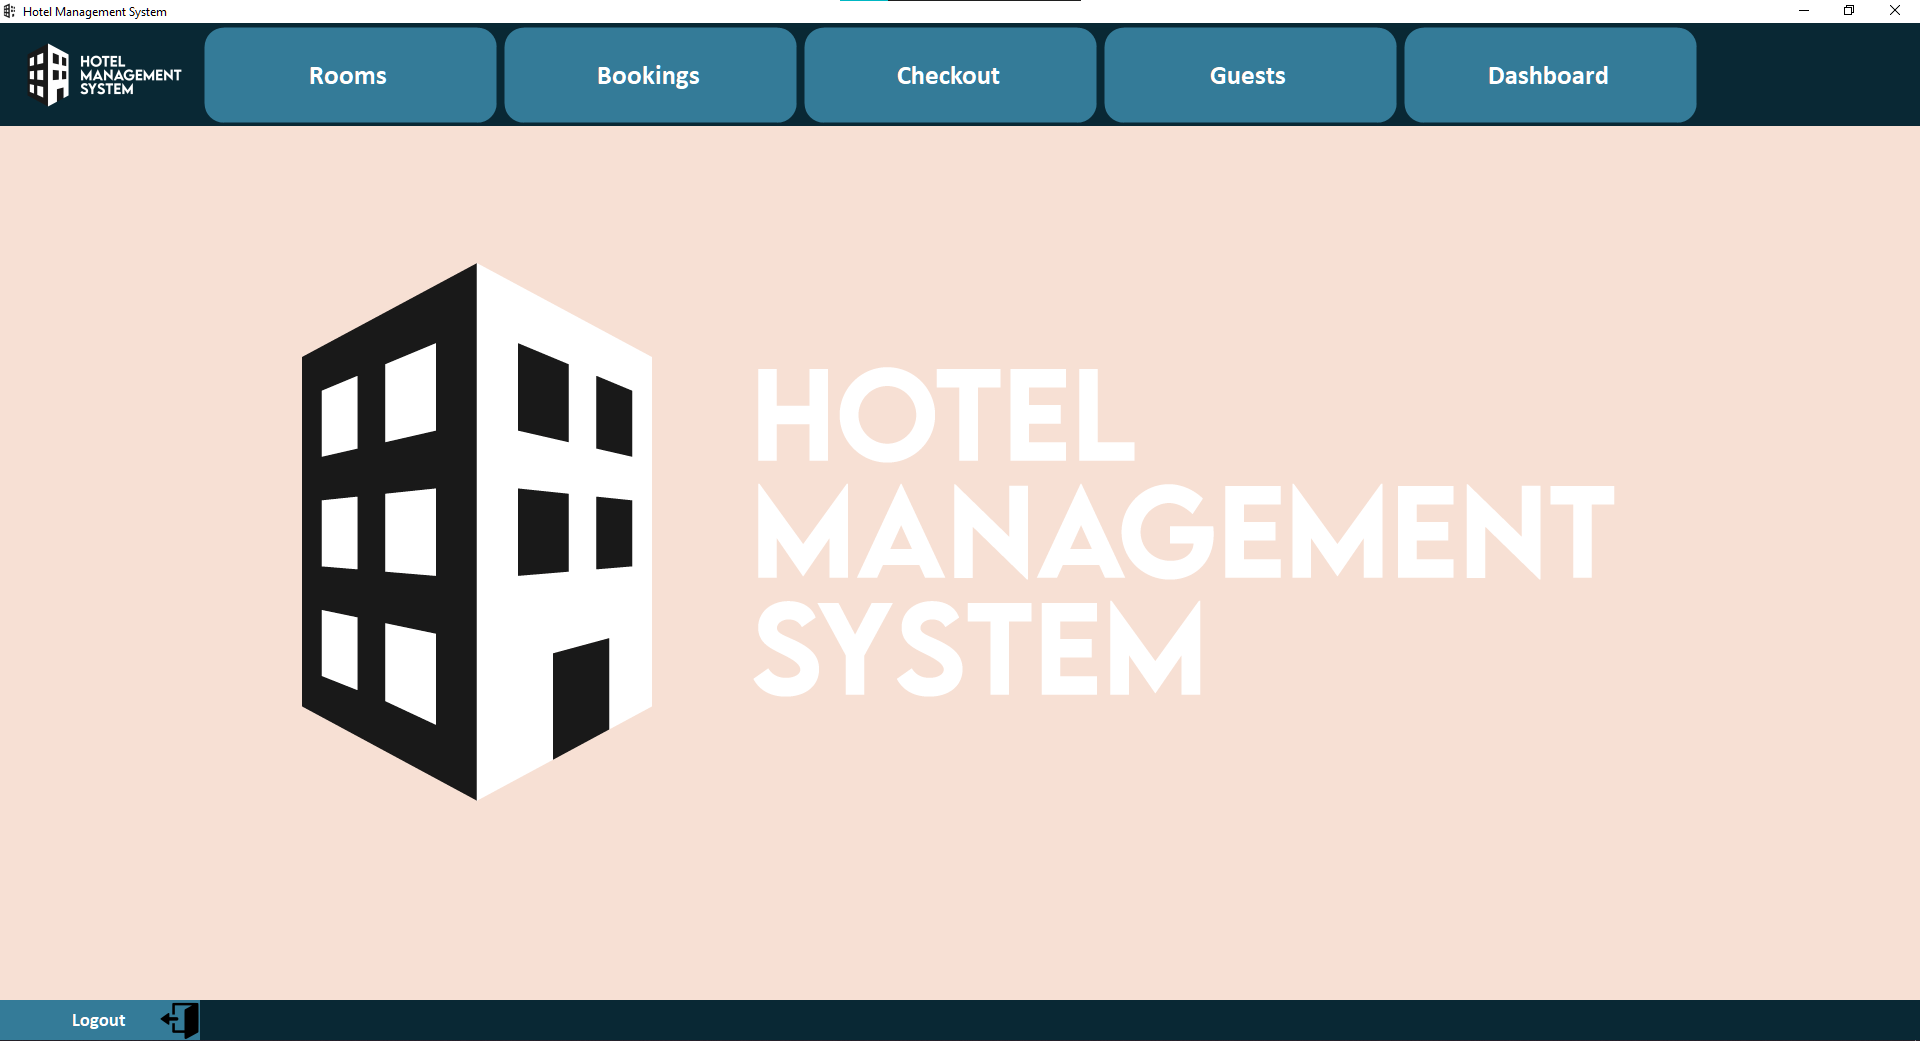 Hotel Management System
HOTEL
MANAGEMENT
SYSTEM
Rooms
Bookings
Checkout
Guests
Dashboard
HOTEL
MANAGEMENT
SYSTEM
Logout